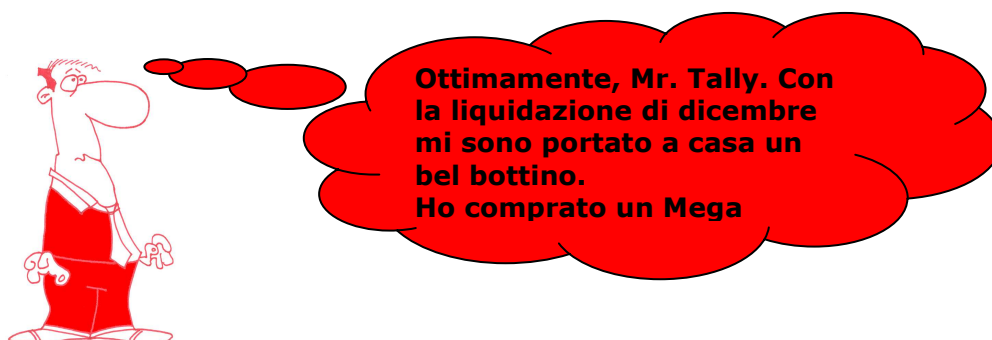 Ottimamente, Mr. Tally. Con
la liquidazione di dicembre
mi sono portato a casa un
bel bottino.
Ho comprato un Mega